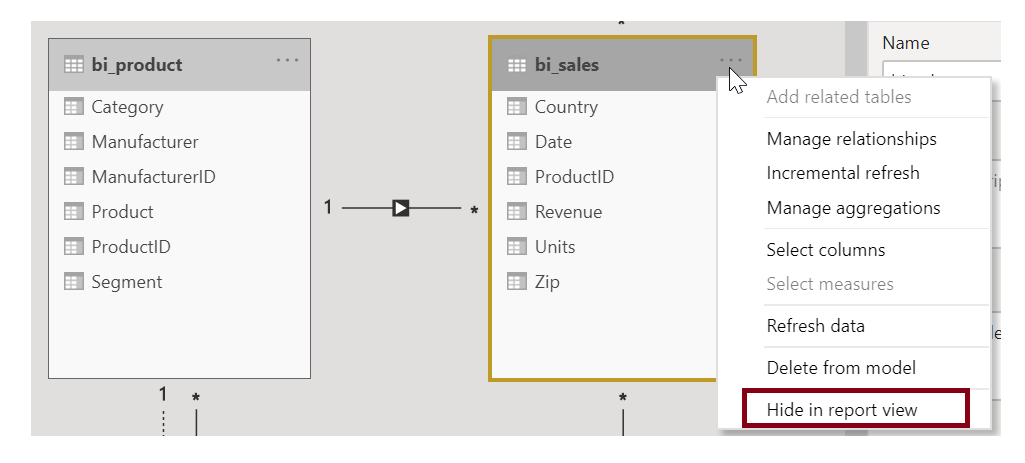 bi_product ...
Category
Manufacturer
ManufacturerID
Product
ProductID
Segment
1 *
1 *
*
bi_sales ...
Country
Date
ProductID
Revenue
Units
Zip
*
Name
Add related tables
Manage relationships
Incremental refresh
Manage aggregations
Select columns
Select measures
Refresh data
Delete from model
Hide in report view